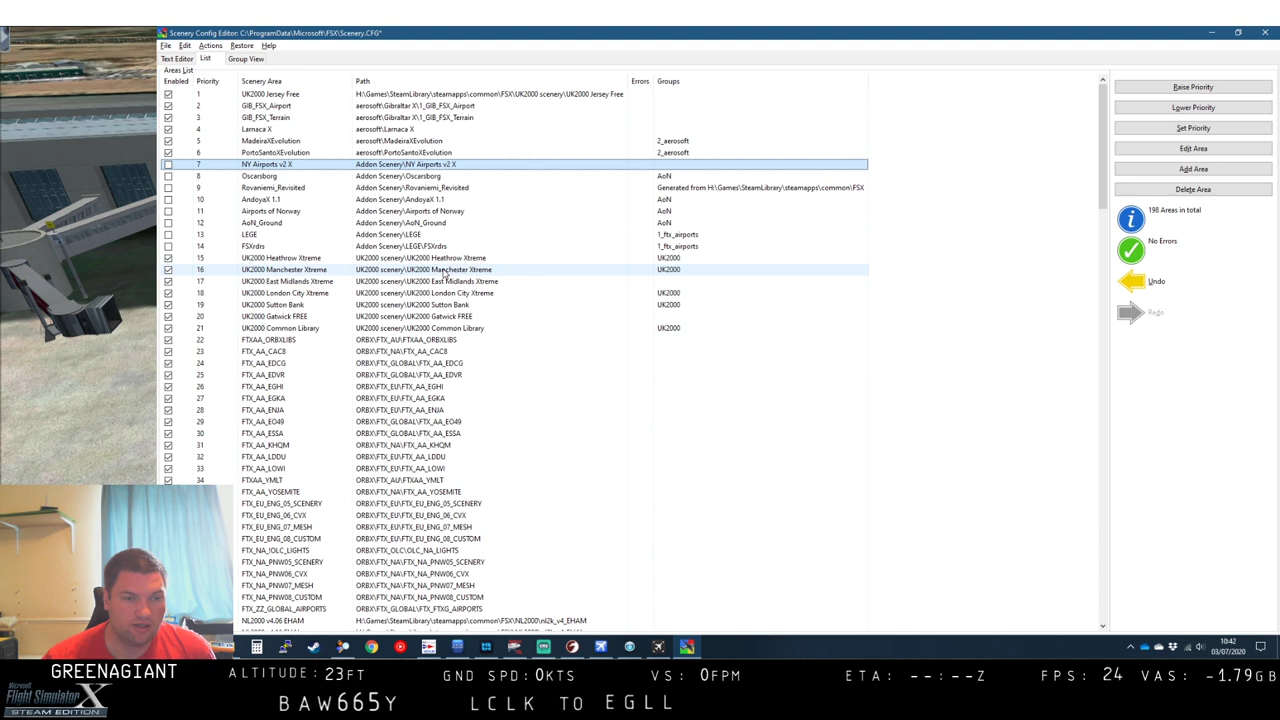 Scenery Config Editor: C:\ProgramData\Microsoft\FSX\Scenery.CFG*
File Edit Actions Restore Help
Text Editor List Group View
Areas List
Enabled Priority Scenery Area Path Errors Groups
1 UK2000 Jersey Free H:\Games\SteamLibrary\steamapps\common\FSX\UK2000 scenery\UK2000 Jersey Free
2 GIB_FSX_Airport aerosoft\Gibraltar X\1_GIB_FSX_Airport
3 GIB_FSX_Terrain aerosoft\Gibraltar X\1_GIB_FSX_Terrain
4 Larnaca X aerosoft\Larnaca X
5 MadeiraXEvolution aerosoft\MadeiraXEvolution 2_aerosoft
6 PortoSantoXEvolution aerosoft\PortoSantoXEvolution 2_aerosoft
7 NY Airports v2 X Addon Scenery\NY Airports v2 X
8 Oscarsborg Addon Scenery\Oscarsborg AoN
9 Rovaniemi_Revisited Addon Scenery\Rovaniemi_Revisited Generated from H:\Games\SteamLibrary\steamapps\common\FSX
10 AndoyaX 1.1 Addon Scenery\AndoyaX 1.1 AoN
11 Airports of Norway Addon Scenery\Airports of Norway AoN
12 AoN_Ground Addon Scenery\AoN_Ground AoN
13 LEGE Addon Scenery\LEGE 1_ftx_airports
14 FSXrdrs Addon Scenery\LEGE\FSXrdrs 1_ftx_airports
15 UK2000 Heathrow Xtreme UK2000 scenery\UK2000 Heathrow Xtreme UK2000
16 UK2000 Manchester Xtreme UK2000 scenery\UK2000 Manchester Xtreme UK2000
17 UK2000 East Midlands Xtreme UK2000 scenery\UK2000 East Midlands Xtreme
18 UK2000 London City Xtreme UK2000 scenery\UK2000 London City Xtreme UK2000
19 UK2000 Sutton Bank UK2000 scenery\UK2000 Sutton Bank UK2000
20 UK2000 Gatwick FREE UK2000 scenery\UK2000 Gatwick FREE
21 UK2000 Common Library UK2000 scenery\UK2000 Common Library UK2000
22 FTXAA_ORBXLIBS ORBX\FTX_AU\FTXAA_ORBXLIBS
23 FTX_AA_CAC8 ORBX\FTX_NA\FTX_AA_CAC8
24 FTX_AA_EDCG ORBX\FTX_GLOBAL\FTX_AA_EDCG
25 FTX_AA_EDVR ORBX\FTX_GLOBAL\FTX_AA_EDVR
26 FTX_AA_EGHI ORBX\FTX_EU\FTX_AA_EGHI
27 FTX_AA_EGKA ORBX\FTX_EU\FTX_AA_EGKA
28 FTX_AA_ENJA ORBX\FTX_EU\FTX_AA_ENJA
29 FTX_AA_EO49 ORBX\FTX_GLOBAL\FTX_AA_EO49
30 FTX_AA_ESSA ORBX\FTX_GLOBAL\FTX_AA_ESSA
31 FTX_AA_KHQM ORBX\FTX_NA\FTX_AA_KHQM
32 FTX_AA_LDDU ORBX\FTX_EU\FTX_AA_LDDU
33 FTX_AA_LOWI ORBX\FTX_EU\FTX_AA_LOWI
34 FTXAA_YMLT ORBX\FTX_AU\FTXAA_YMLT
FTX_AA_YOSEMITE ORBX\FTX_NA\FTX_AA_YOSEMITE
FTX_EU_ENG_05_SCENERY ORBX\FTX_EU\FTX_EU_ENG_05_SCENERY
FTX_EU_ENG_06_CVX ORBX\FTX_EU\FTX_EU_ENG_06_CVX
FTX_EU_ENG_07_MESH ORBX\FTX_EU\FTX_EU_ENG_07_MESH
FTX_EU_ENG_08_CUSTOM ORBX\FTX_EU\FTX_EU_ENG_08_CUSTOM
FTX_NA_!OLC_LIGHTS ORBX\FTX_OLC\OLC_NA_LIGHTS
FTX_NA_PNW05_SCENERY ORBX\FTX_NA\FTX_NA_PNW05_SCENERY
FTX_NA_PNW06_CVX ORBX\FTX_NA\FTX_NA_PNW06_CVX
FTX_NA_PNW07_MESH ORBX\FTX_NA\FTX_NA_PNW07_MESH
FTX_NA_PNW08_CUSTOM ORBX\FTX_NA\FTX_NA_PNW08_CUSTOM
FTX_ZZ_GLOBAL_AIRPORTS ORBX\FTX_GLOBAL\FTXG_AIRPORTS
NL2000 v4.06 EHAM H:\Games\SteamLibrary\steamapps\common\FSX\NL2000\nl2k_v4_EHAM
Raise Priority
Lower Priority
Set Priority
Edit Area
Add Area
Delete Area
198 Areas in total
No Errors
Undo
Redo
10:42
03/07/2020
GREENAGIANT ALTITUDE: 23FT GND SPD: 0KTS VS: 0FPM ETA: --:--Z FPS: 24 VAS: -1.79GB
Microsoft
Flight Simulator X
STEAM EDITION
BAW665Y LCLK TO EGLL